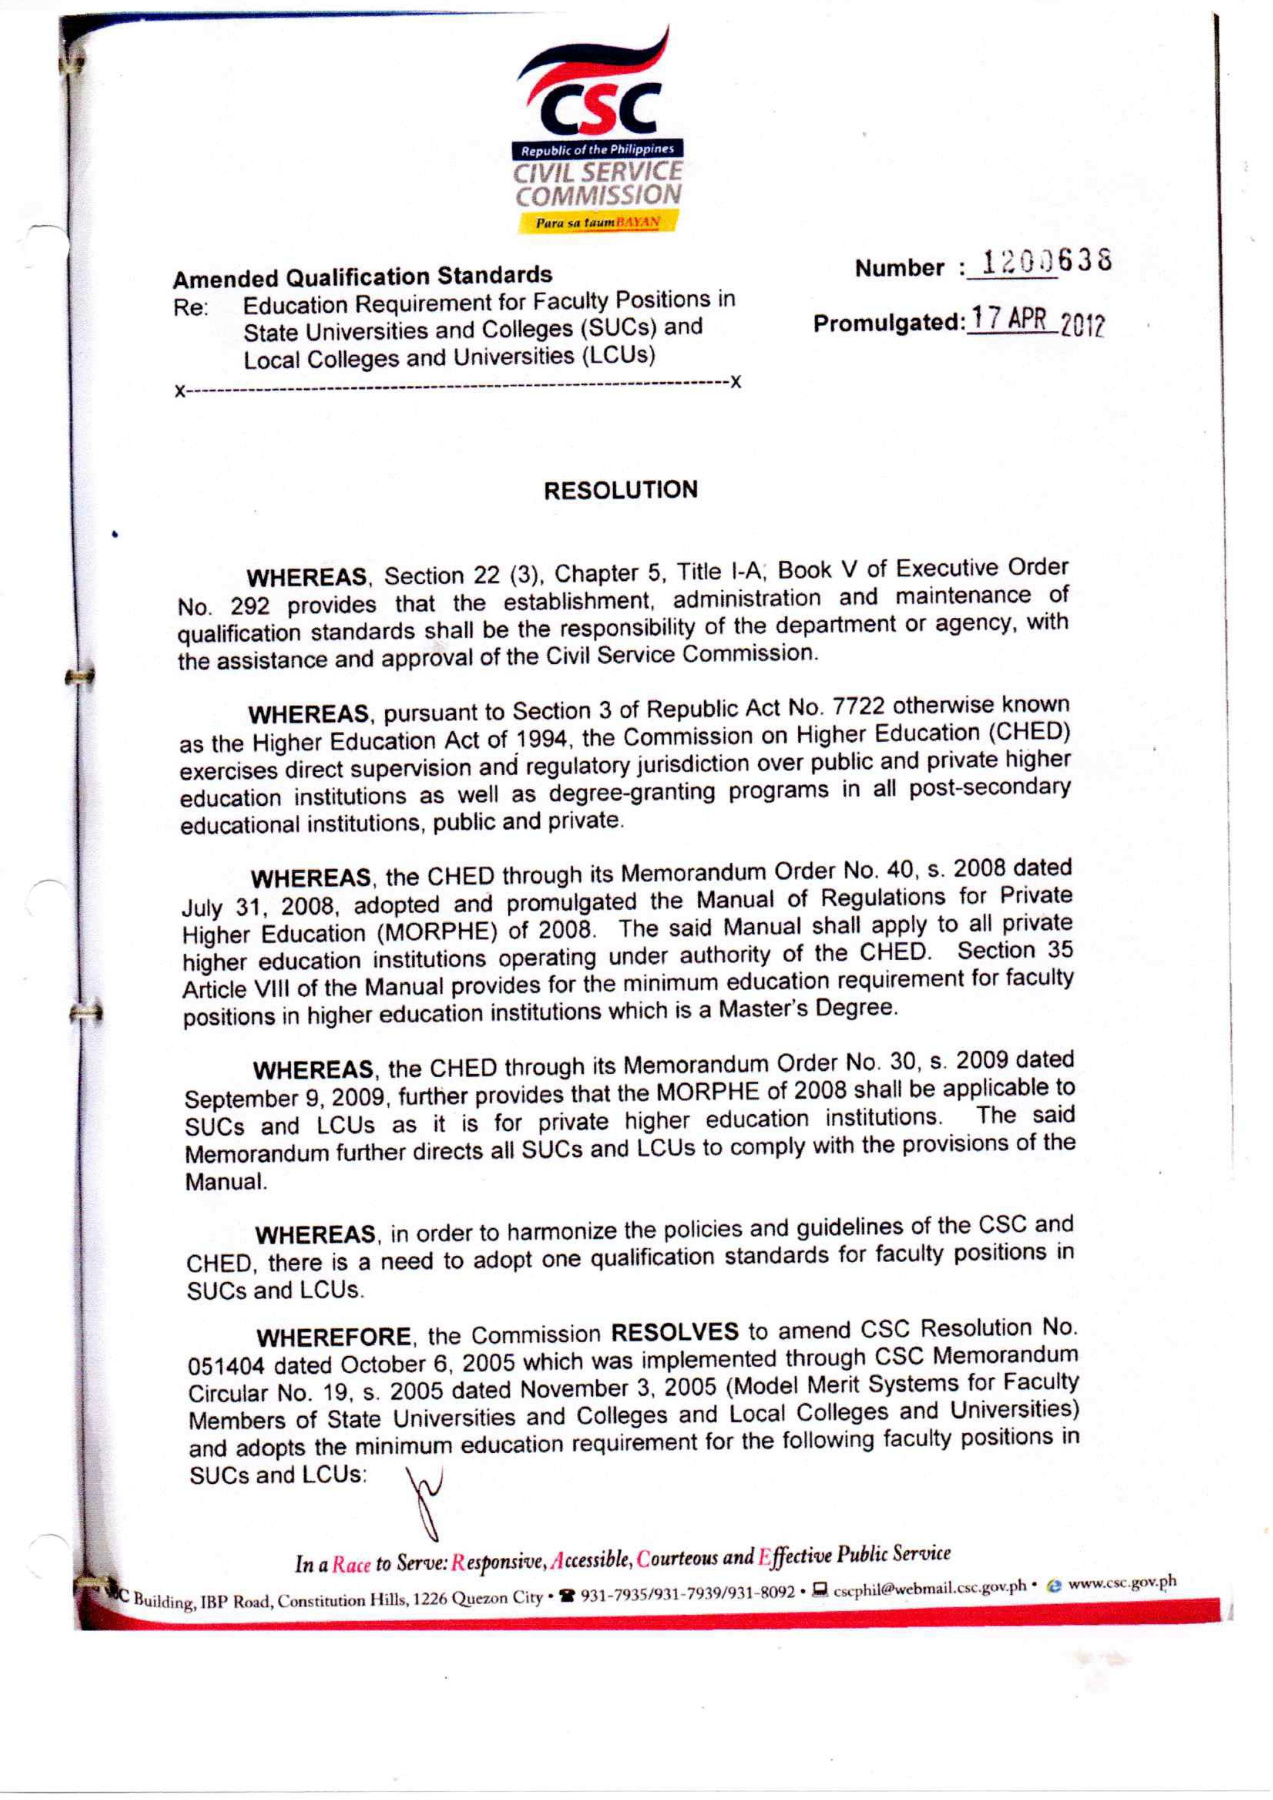 CSC
Republic of the Philippines
CIVIL SERVICE
COMMISSION
Para sa taumBAYAN
Amended Qualification Standards
Re: Education Requirement for Faculty Positions in
State Universities and Colleges (SUCs) and
Local Colleges and Universities (LCUs)
x----------------------------------------------------------------------x
Number : 1200638
Promulgated: 17 APR 2012
RESOLUTION
WHEREAS, Section 22 (3), Chapter 5, Title I-A, Book V of Executive Order
No. 292 provides that the establishment, administration and maintenance of
qualification standards shall be the responsibility of the department or agency, with
the assistance and approval of the Civil Service Commission.
WHEREAS, pursuant to Section 3 of Republic Act No. 7722 otherwise known
as the Higher Education Act of 1994, the Commission on Higher Education (CHED)
exercises direct supervision and regulatory jurisdiction over public and private higher
education institutions as well as degree-granting programs in all post-secondary
educational institutions, public and private.
WHEREAS, the CHED through its Memorandum Order No. 40, s. 2008 dated
July 31, 2008, adopted and promulgated the Manual of Regulations for Private
Higher Education (MORPHE) of 2008. The said Manual shall apply to all private
higher education institutions operating under authority of the CHED. Section 35
Article VIII of the Manual provides for the minimum education requirement for faculty
positions in higher education institutions which is a Master's Degree.
WHEREAS, the CHED through its Memorandum Order No. 30, s. 2009 dated
September 9, 2009, further provides that the MORPHE of 2008 shall be applicable to
SUCs and LCUs as it is for private higher education institutions. The said
Memorandum further directs all SUCs and LCUs to comply with the provisions of the
Manual.
WHEREAS, in order to harmonize the policies and guidelines of the CSC and
CHED, there is a need to adopt one qualification standards for faculty positions in
SUCs and LCUs.
WHEREFORE, the Commission RESOLVES to amend CSC Resolution No.
051404 dated October 6, 2005 which was implemented through CSC Memorandum
Circular No. 19, s. 2005 dated November 3, 2005 (Model Merit Systems for Faculty
Members of State Universities and Colleges and Local Colleges and Universities)
and adopts the minimum education requirement for the following faculty positions in
SUCs and LCUs:
In a Race to Serve: Responsive, Accessible, Courteous and Effective Public Service
C Building, IBP Road, Constitution Hills, 1226 Quezon City • 931-7935/931-7939/931-8092 • cscphil@webmail.csc.gov.ph • www.csc.gov.ph